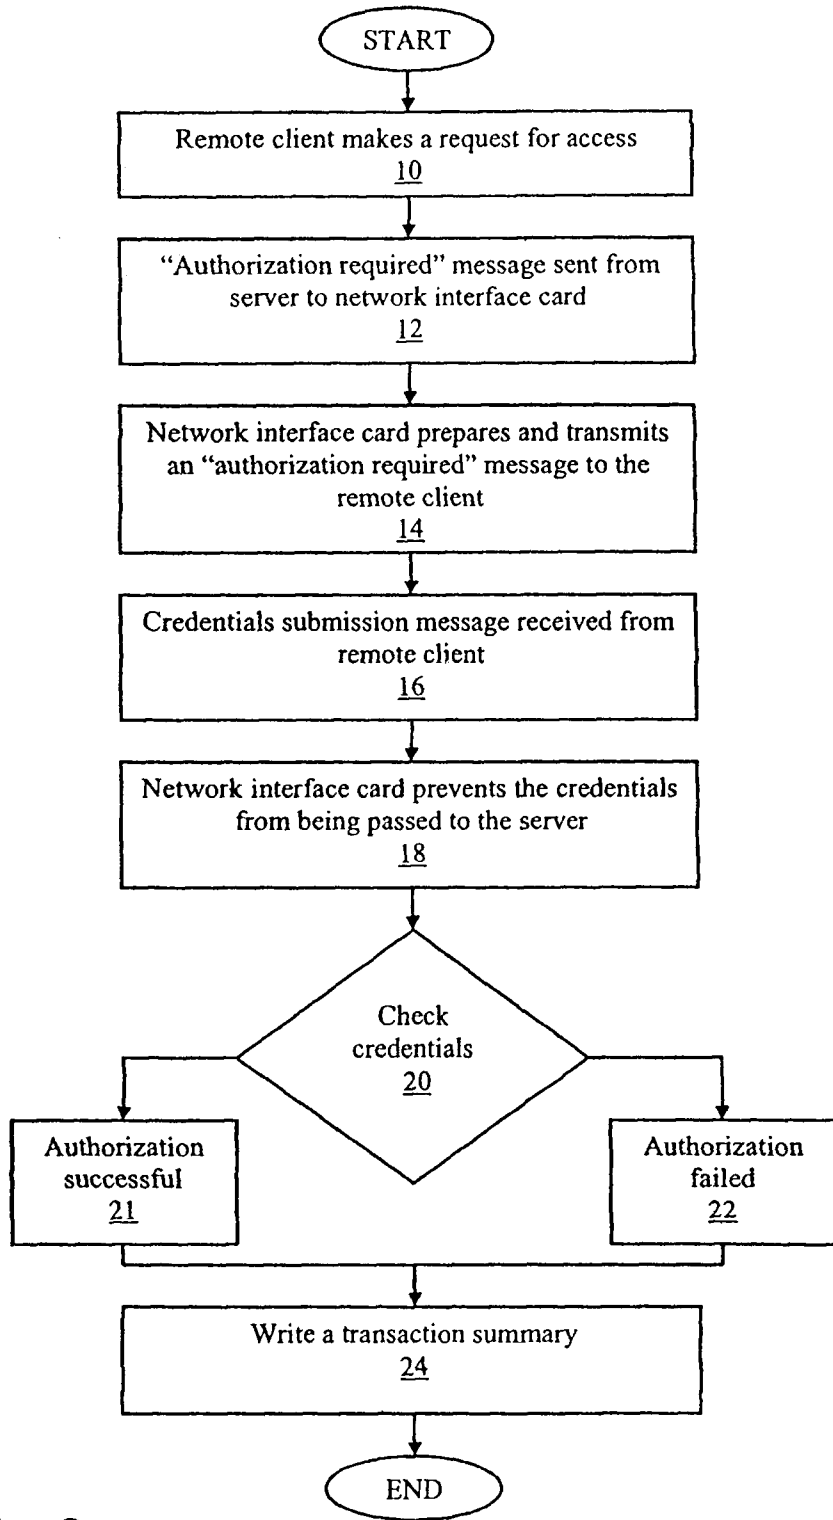 START
Remote client makes a request for access
10
“Authorization required” message sent from
server to network interface card
12
Network interface card prepares and transmits
an “authorization required” message to the
remote client
14
Credentials submission message received from
remote client
16
Network interface card prevents the credentials
from being passed to the server
18
Check
credentials
20
Authorization
successful
21
Authorization
failed
22
Write a transaction summary
24
END